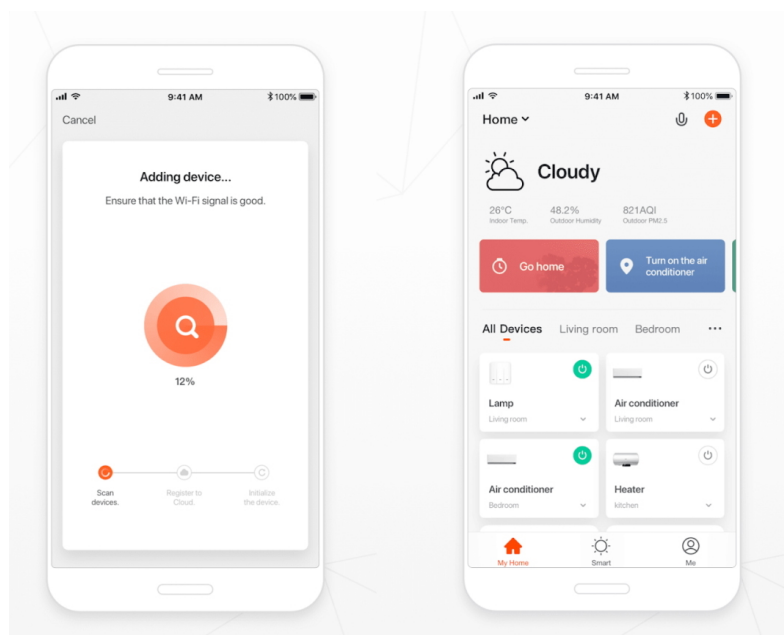 9:41 AM
100%
Cancel
Adding device...
Ensure that the Wi-Fi signal is good.
12%
Scan
devices.
Register to
Cloud.
Initialize
the device.
9:41 AM
100%
Home
Cloudy
26°C
48.2%
821AQI
Indoor Temp.
Outdoor Humidity
Outdoor PM2.5
Go home
Turn on the air
conditioner
All Devices
Living room
Bedroom
Lamp
Living room
Air conditioner
Living room
Air conditioner
Bedroom
Heater
kitchen
My Home
Smart
Me